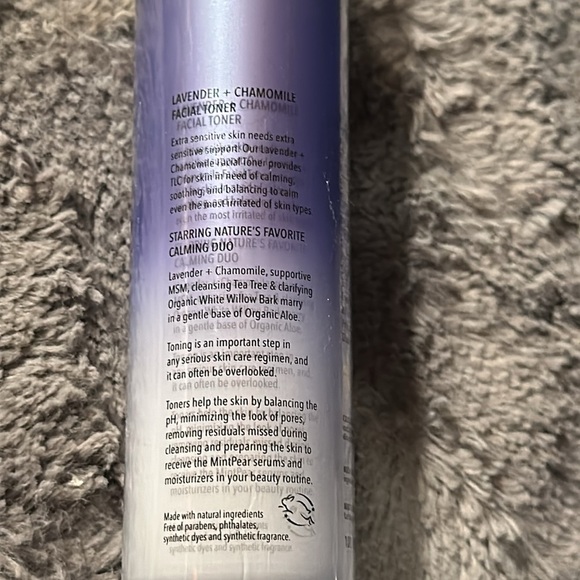 LAVENDER + CHAMOMILE
FACIAL TONER
Extra sensitive skin needs extra
sensitive support! Our Lavender +
Chamomile Facial Toner provides
TLC for skin in need of calming,
soothing, and balancing to calm
even the most irritated of skin types
STARRING NATURE'S FAVORITE
CALMING DUO
Lavender + Chamomile, supportive
MSM, cleansing Tea Tree & clarifying
Organic White Willow Bark marry
in a gentle base of Organic Aloe.
Toning is an important step in
any serious skin care regimen, and
it can often be overlooked.
Toners help the skin by balancing the
pH, minimizing the look of pores,
removing residuals missed during
cleansing and preparing the skin to
receive the MintPear serums and
moisturizers in your beauty routine.
Made with natural ingredients
Free of parabens, phthalates,
synthetic dyes and synthetic fragrance.